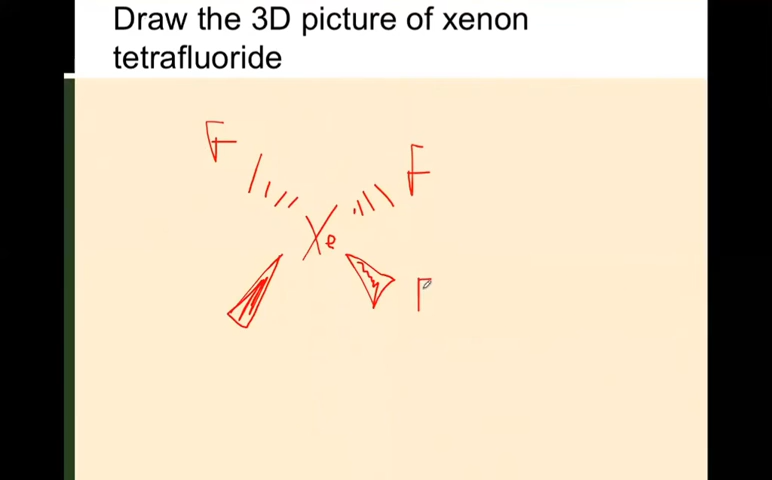 Draw the 3D picture of xenon
tetrafluoride
F
F
Xe